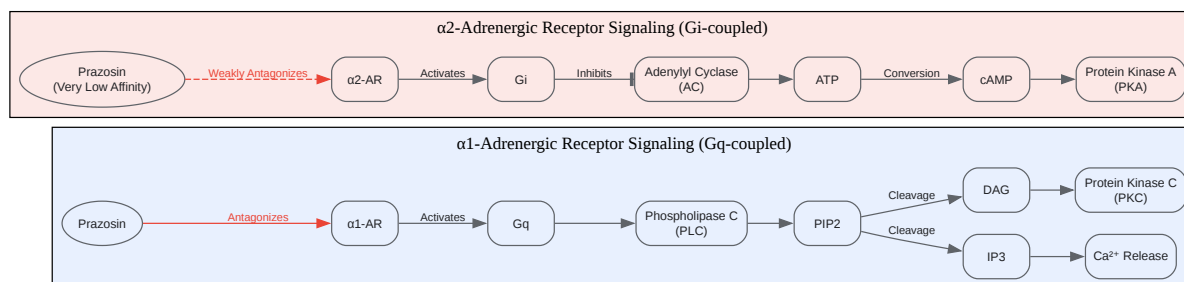 α2-Adrenergic Receptor Signaling (Gi-coupled)
Prazosin
(Very Low Affinity)
Weakly Antagonizes
α2-AR
Activates
Gi
Inhibits
Adenylyl Cyclase
(AC)
ATP
Conversion
cAMP
Protein Kinase A
(PKA)
α1-Adrenergic Receptor Signaling (Gq-coupled)
Prazosin
Antagonizes
α1-AR
Activates
Gq
Phospholipase C
(PLC)
PIP2
Cleavage
DAG
Protein Kinase C
(PKC)
Cleavage
IP3
Ca²⁺ Release